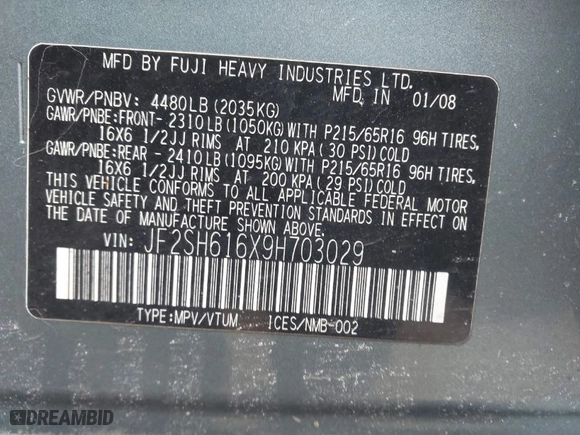 MFD BY FUJI HEAVY INDUSTRIES LTD.
MFD. IN 01/08
GVWR/PNBV: 4480LB(2035KG)
GAWR/PNBE:FRONT- 2310LB(1050KG)WITH P215/65R16 96H TIRES,
16X6 1/2JJ RIMS AT 210 KPA(30 PSI)COLD
GAWR/PNBE:REAR - 2410LB(1095KG)WITH P215/65R16 96H TIRES,
16X6 1/2JJ RIMS AT 200 KPA(29 PSI)COLD
THIS VEHICLE CONFORMS TO ALL APPLICABLE FEDERAL MOTOR
VEHICLE SAFETY AND THEFT PREVENTION STANDARDS IN EFFECT ON
THE DATE OF MANUFACTURE SHOWN ABOVE.
VIN: JF2SH616X9H703029
TYPE:MPV/VTUM ICES/NMB-002
DREAMBID